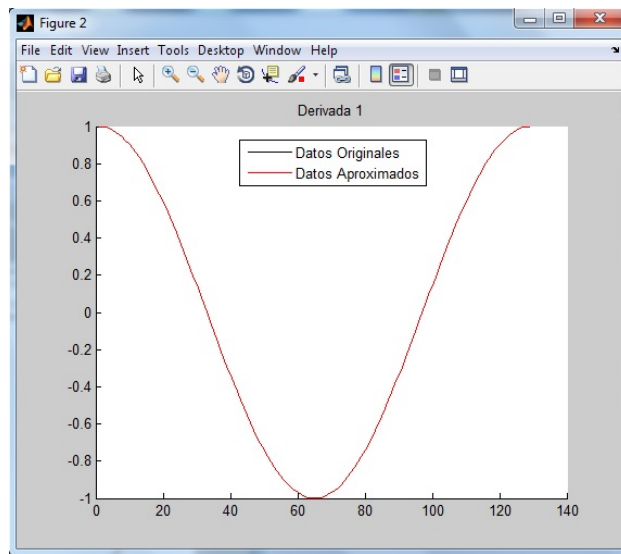 Figure 2
File Edit View Insert Tools Desktop Window Help
Derivada 1
Datos Originales
Datos Aproximados
1
0.8
0.6
0.4
0.2
0
-0.2
-0.4
-0.6
-0.8
-1
0 20 40 60 80 100 120 140